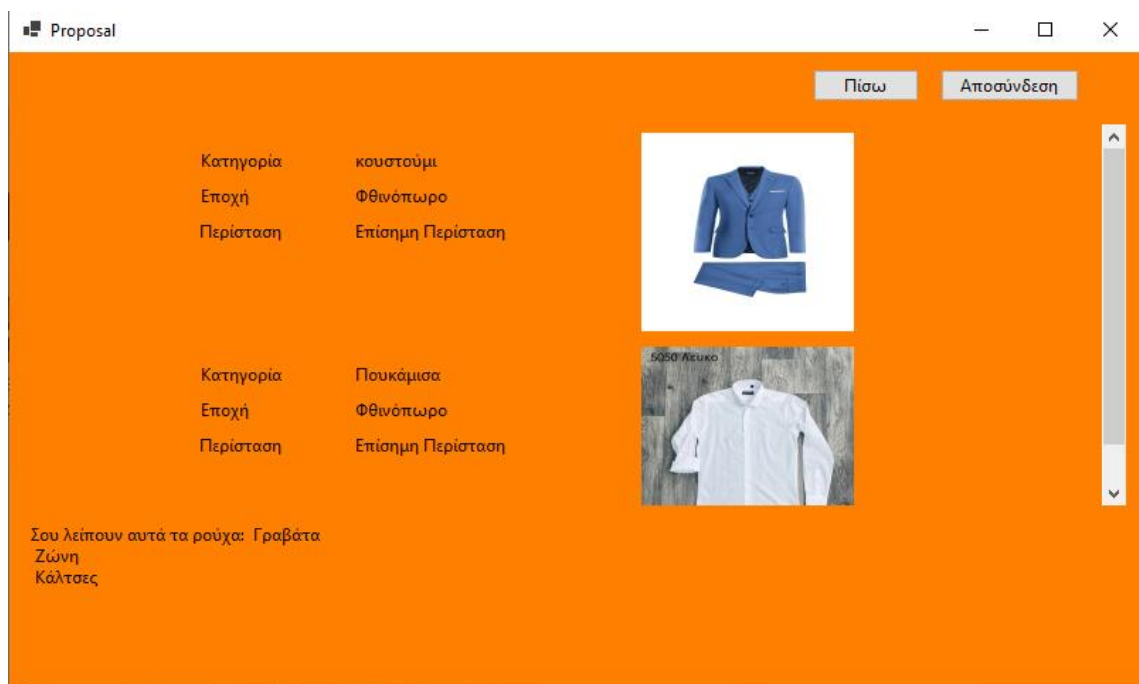 Proposal
Πίσω Αποσύνδεση
Κατηγορία κουστούμι
Εποχή Φθινόπωρο
Περίσταση Επίσημη Περίσταση
5050 Λευκο
Κατηγορία Πουκάμισα
Εποχή Φθινόπωρο
Περίσταση Επίσημη Περίσταση
Σου λείπουν αυτά τα ρούχα: Γραβάτα
Ζώνη
Κάλτσες